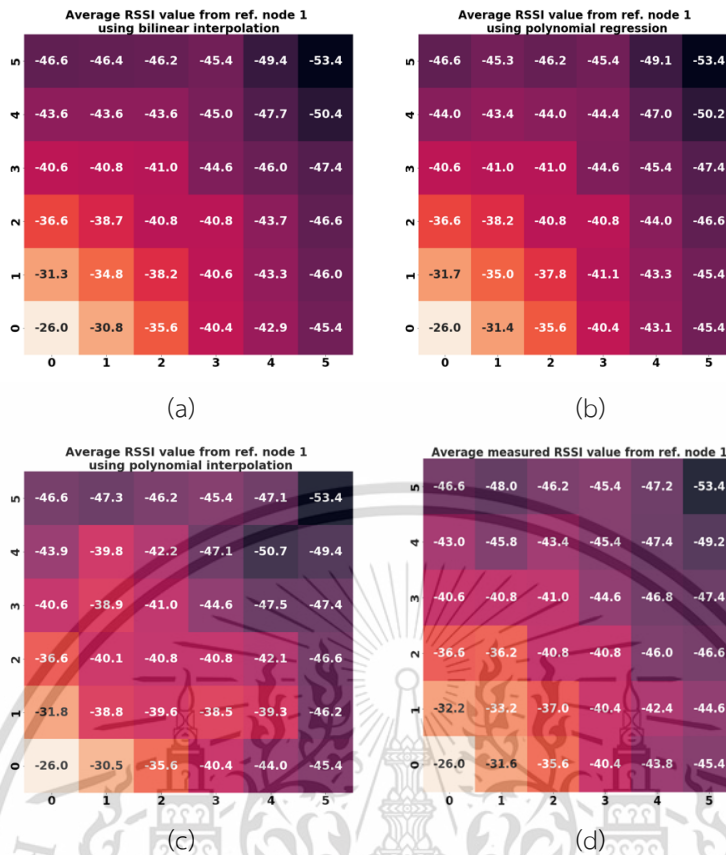 Average RSSI value from ref. node 1
using bilinear interpolation
5 -46.6 -46.4 -46.2 -45.4 -49.4 -53.4
4 -43.6 -43.6 -43.6 -45.0 -47.7 -50.4
3 -40.6 -40.8 -41.0 -44.6 -46.0 -47.4
2 -36.6 -38.7 -40.8 -40.8 -43.7 -46.6
1 -31.3 -34.8 -38.2 -40.6 -43.3 -46.0
0 -26.0 -30.8 -35.6 -40.4 -42.9 -45.4
0 1 2 3 4 5
(a)
Average RSSI value from ref. node 1
using polynomial regression
5 -46.6 -45.3 -46.2 -45.4 -49.1 -53.4
4 -44.0 -43.4 -44.0 -44.4 -47.0 -50.2
3 -40.6 -41.0 -41.0 -44.6 -45.4 -47.4
2 -36.6 -38.2 -40.8 -40.8 -44.0 -46.6
1 -31.7 -35.0 -37.8 -41.1 -43.3 -45.4
0 -26.0 -31.4 -35.6 -40.4 -43.1 -45.4
0 1 2 3 4 5
(b)
Average RSSI value from ref. node 1
using polynomial interpolation
5 -46.6 -47.3 -46.2 -45.4 -47.1 -53.4
4 -43.9 -39.8 -42.2 -47.1 -50.7 -49.4
3 -40.6 -38.9 -41.0 -44.6 -47.5 -47.4
2 -36.6 -40.1 -40.8 -40.8 -42.1 -46.6
1 -31.8 -38.8 -39.6 -38.5 -39.3 -46.2
0 -26.0 -30.5 -35.6 -40.4 -44.0 -45.4
0 1 2 3 4 5
(c)
Average measured RSSI value from ref. node 1
5 -46.6 -48.0 -46.2 -45.4 -47.2 -53.4
4 -43.0 -45.8 -43.4 -45.4 -47.4 -49.2
3 -40.6 -40.8 -41.0 -44.6 -46.8 -47.4
2 -36.6 -36.2 -40.8 -40.8 -46.0 -46.6
1 -32.2 -33.2 -37.0 -40.4 -42.4 -44.6
0 -26.0 -31.6 -35.6 -40.4 -43.8 -45.4
0 1 2 3 4 5
(d)